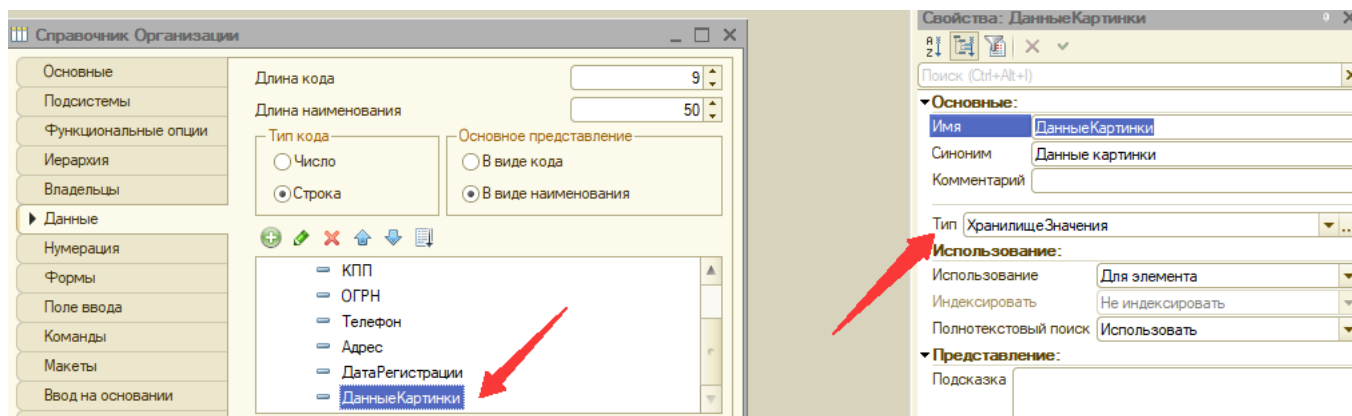 Справочник Организации
Основные
Подсистемы
Функциональные опции
Иерархия
Владельцы
Данные
Нумерация
Формы
Поле ввода
Команды
Макеты
Ввод на основании
Длина кода 9
Длина наименования 50
Тип кода
Число
Строка
Основное представление
В виде кода
В виде наименования
КПП
ОГРН
Телефон
Адрес
ДатаРегистрации
ДанныеКартинки
Свойства: ДанныеКартинки
Поиск (Ctrl+Alt+I)
Основные:
Имя ДанныеКартинки
Синоним Данные картинки
Комментарий
Тип ХранилищеЗначения
Использование:
Использование Для элемента
Индексировать Не индексировать
Полнотекстовый поиск Использовать
Представление:
Подсказка